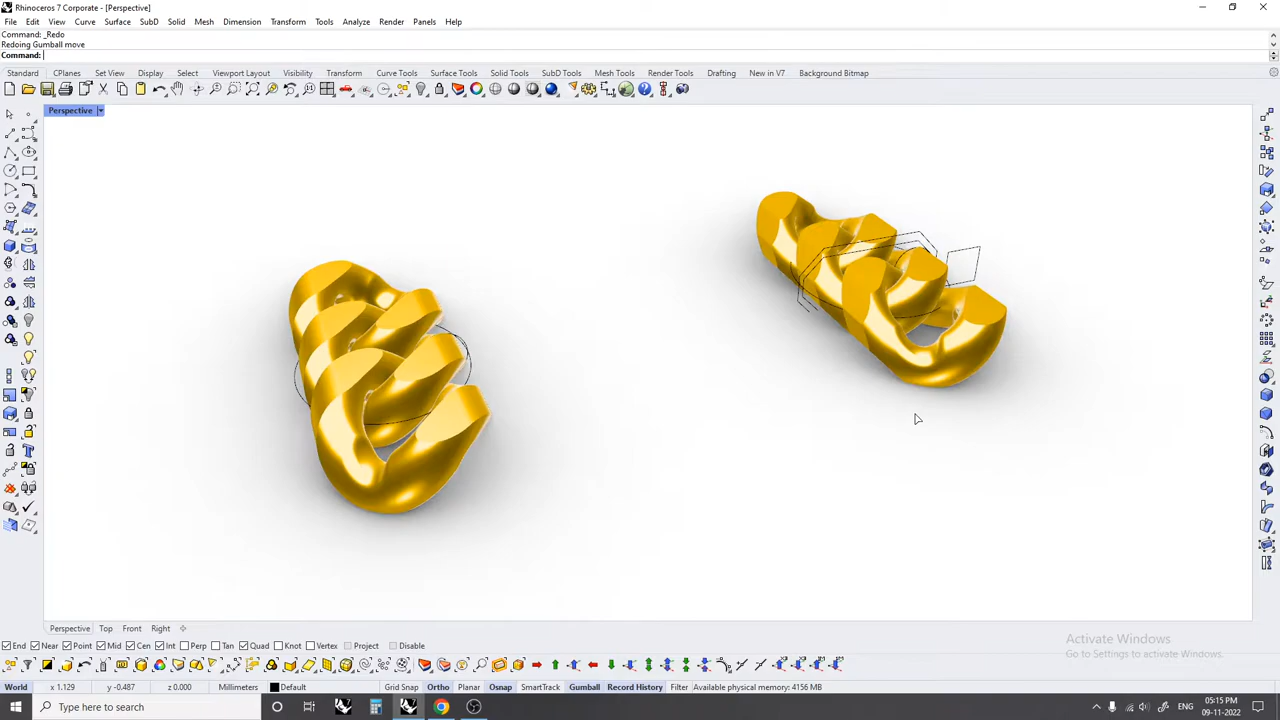 Rhinoceros 7 Corporate - [Perspective]
File Edit View Curve Surface SubD Solid Mesh Dimension Transform Tools Analyze Render Panels Help
Command: _Redo
Redoing Gumball move
Command:
Standard CPlanes Set View Display Select Viewport Layout Visibility Transform Curve Tools Surface Tools Solid Tools SubD Tools Mesh Tools Render Tools Drafting New in V7 Background Bitmap
Perspective
Perspective Top Front Right
End Near Point Mid Cen Int Perp Tan Quad Knot Vertex Project Disable
Activate Windows
Go to Settings to activate Windows.
World x 1.129 y -0.487 z 0.000 Millimeters Default Grid Snap Ortho Planar Osnap SmartTrack Gumball Record History Filter Available physical memory: 4156 MB
Type here to search
ENG
05:15 PM
09-11-2022